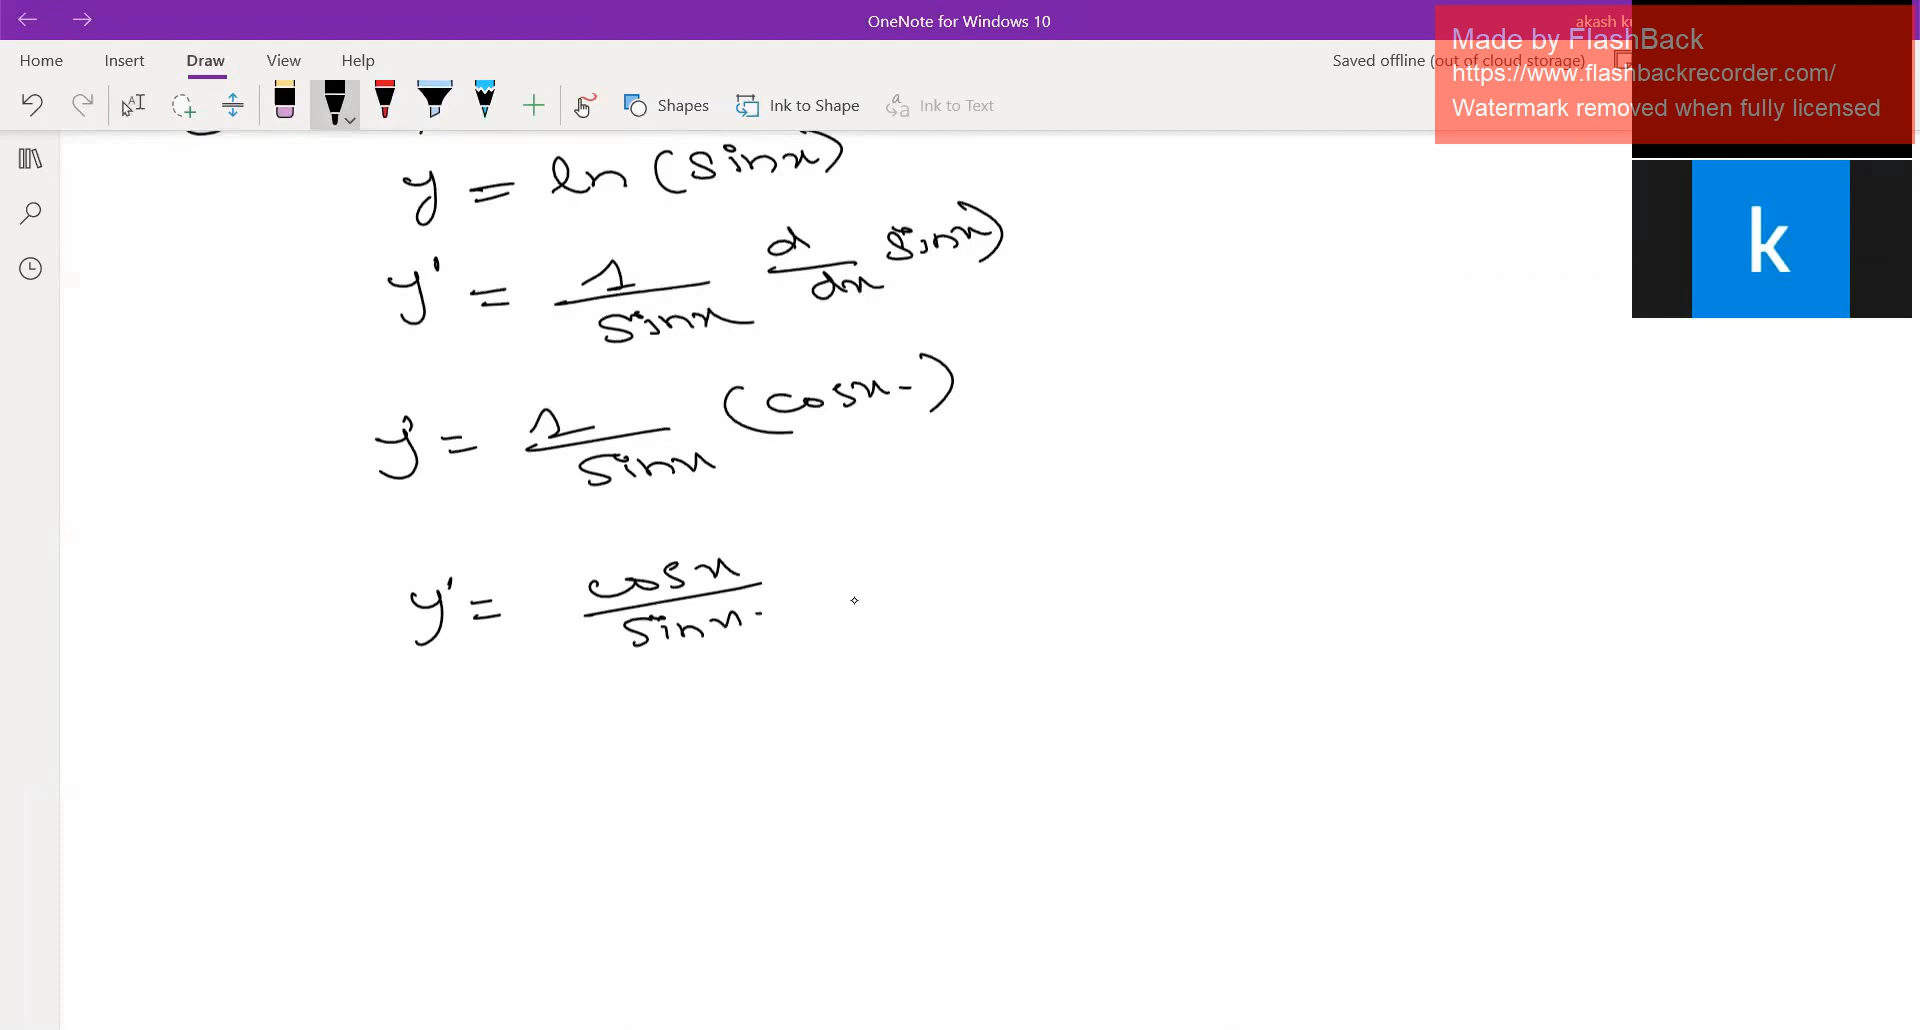 OneNote for Windows 10
akash ku
Made by FlashBack
https://www.flashbackrecorder.com/
Watermark removed when fully licensed
Home Insert Draw View Help
Saved offline (out of cloud storage)
Shapes Ink to Shape Ink to Text
y = ln (sinx)
y' = 1/sinx d/dx sinx)
y' = 1/sinx (cosx.)
y' = cosx/sinx.
k